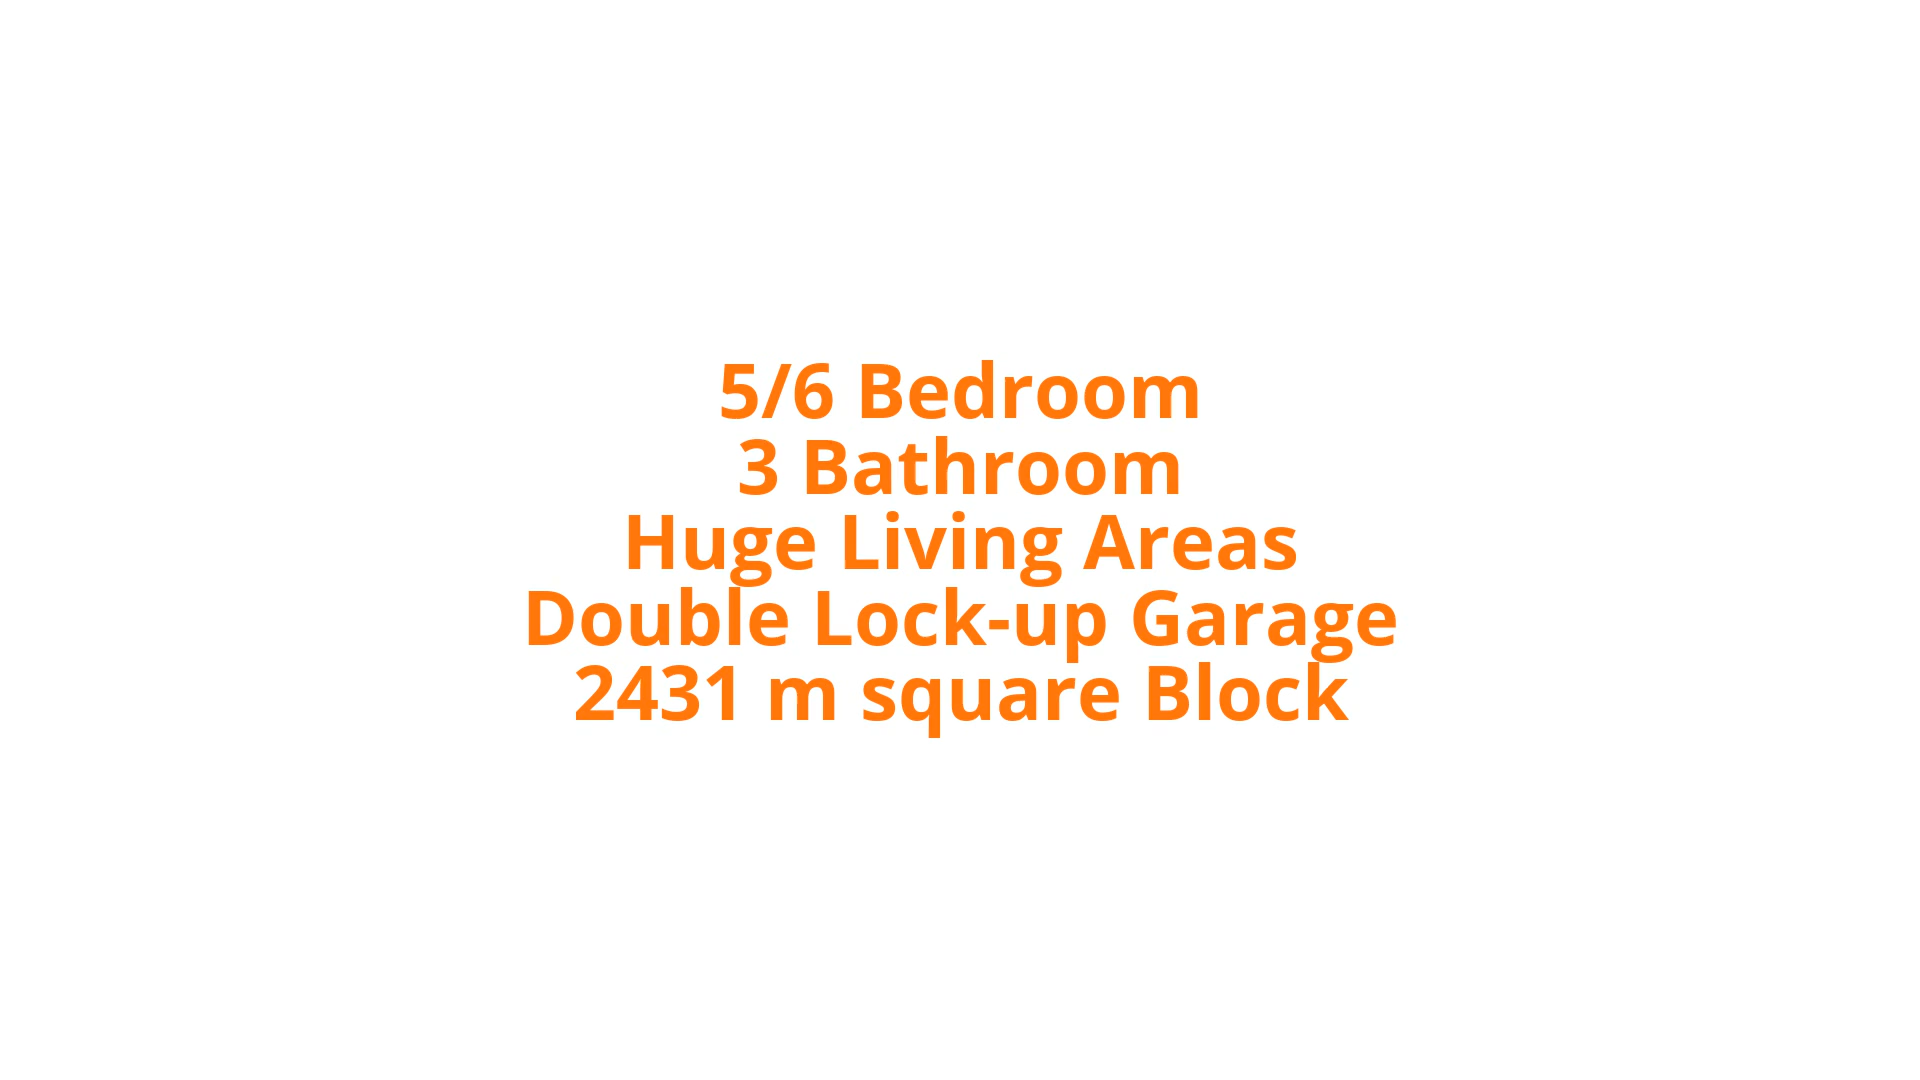 5/6 Bedroom
3 Bathroom
Huge Living Areas
Double Lock-up Garage
2431 m square Block